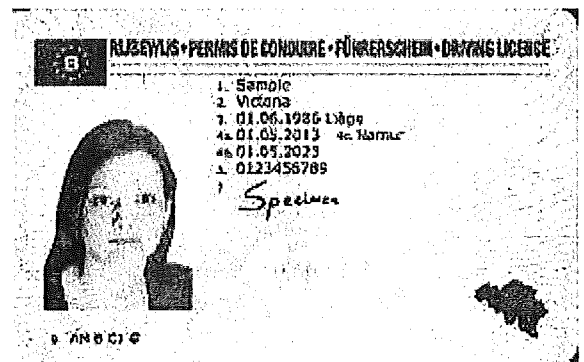 B
RIJBEWIJS • PERMIS DE CONDUIRE • FÜHRERSCHEIN • DRIVING LICENCE
1. Sample
2. Victoria
3. 01.06.1986 Liège
4a. 01.05.2013 4c. Namur
4b. 01.05.2023
5. 0123456789
7.
Specimen
9.